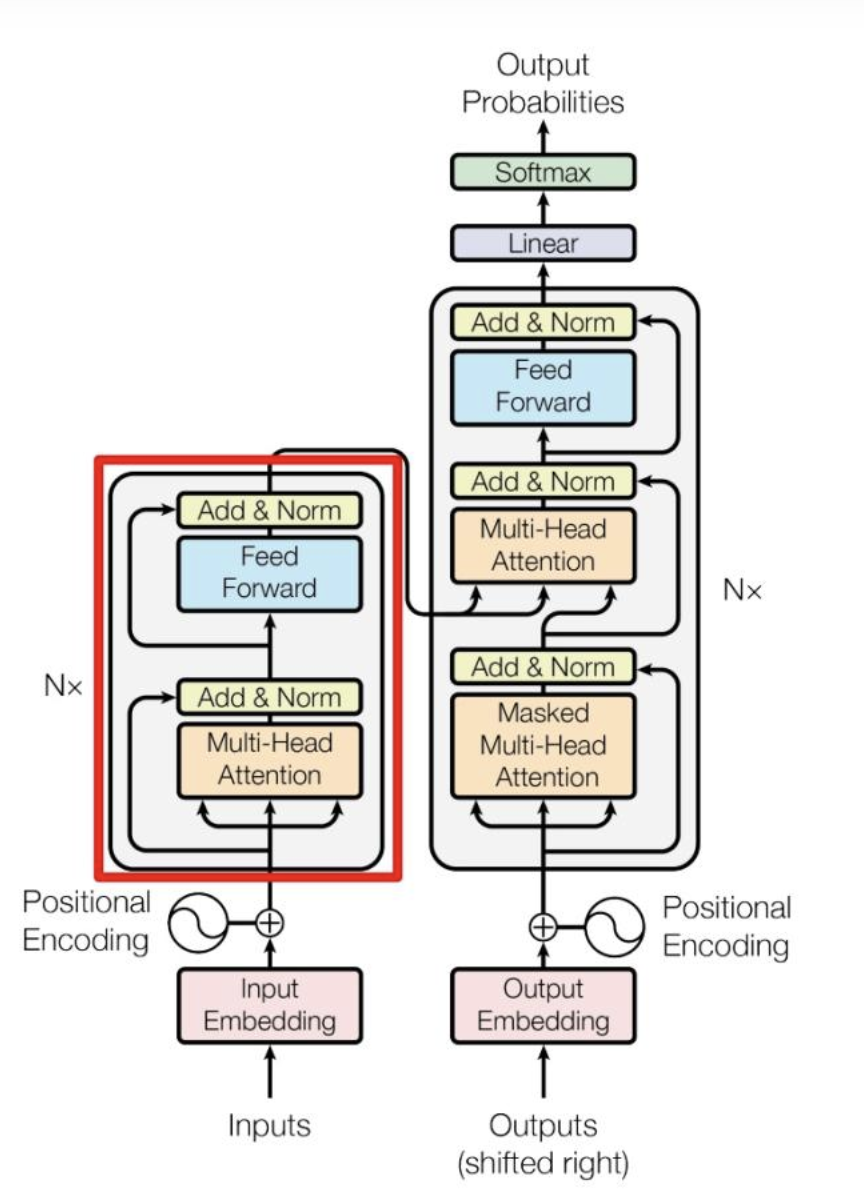 Output
Probabilities
Softmax
Linear
Add & Norm
Feed
Forward
Add & Norm
Multi-Head
Attention
Nx
Add & Norm
Masked
Multi-Head
Attention
Add & Norm
Feed
Forward
Nx
Add & Norm
Multi-Head
Attention
Positional
Encoding
Positional
Encoding
Input
Embedding
Output
Embedding
Inputs
Outputs
(shifted right)